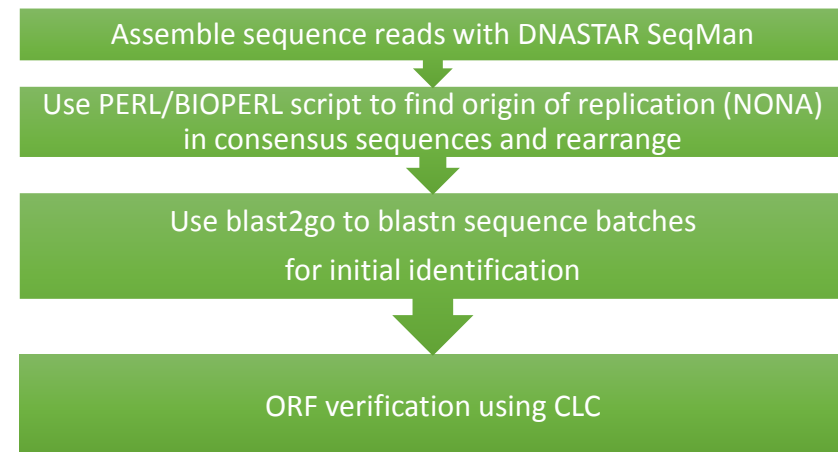 Assemble sequence reads with DNASTAR SeqMan
Use PERL/BIOPERL script to find origin of replication (NONA)
in consensus sequences and rearrange
Use blast2go to blastn sequence batches
for initial identification
ORF verification using CLC